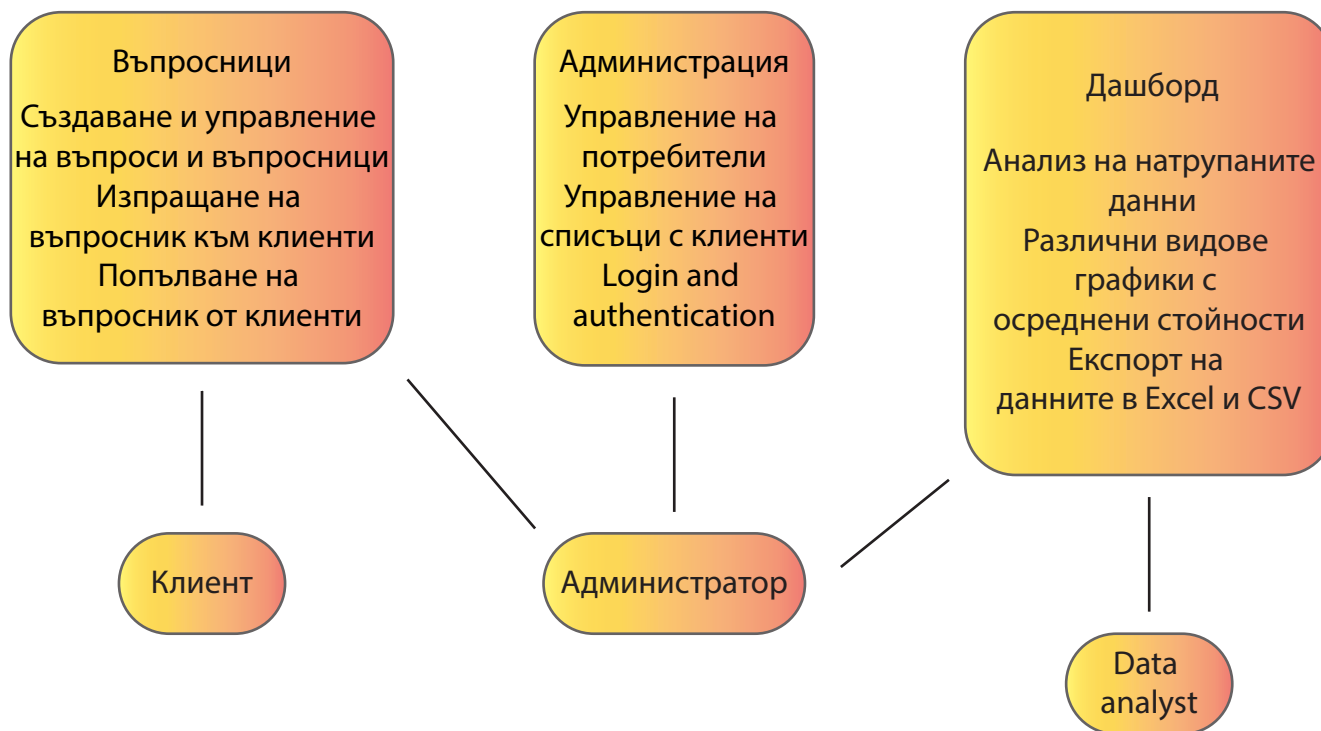 Въпросници
Създаване и управление
на въпроси и въпросници
Изпращане на
въпросник към клиенти
Попълване на
въпросник от клиенти
Администрация
Управление на
потребители
Управление на
списъци с клиенти
Login and
authentication
Дашборд
Анализ на натрупаните
данни
Различни видове
графики с
осреднени стойности
Експорт на
данните в Excel и CSV
Клиент
Администратор
Data
analyst